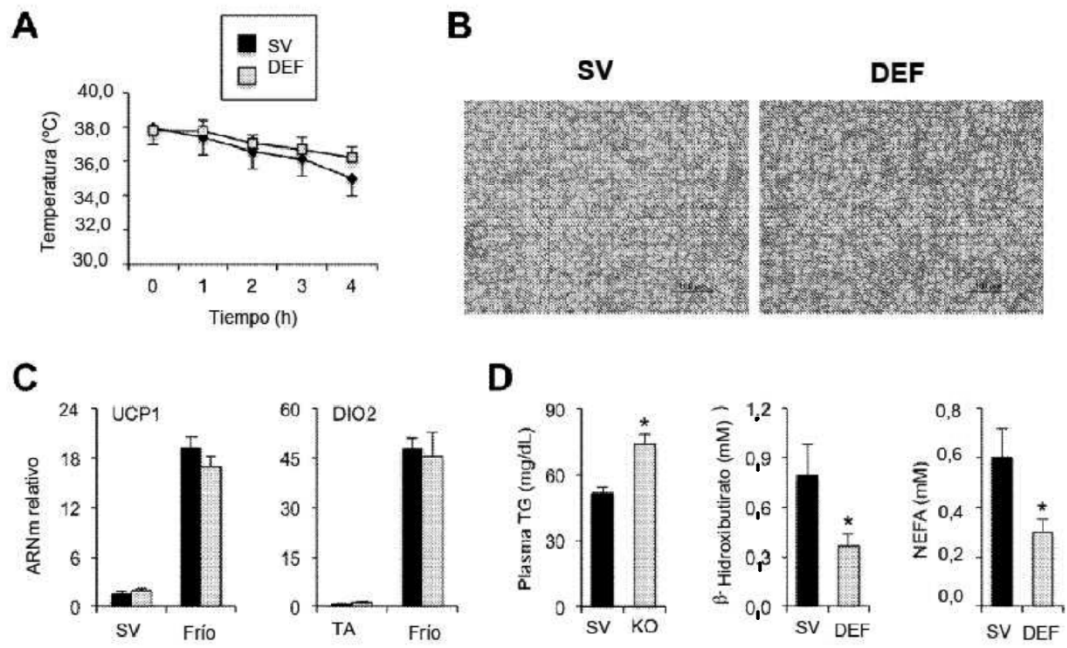 A
SV
DEF
Temperatura (ºC)
40,0
38,0
36,0
34,0
32,0
30,0
0 1 2 3 4
Tiempo (h)
B
SV DEF
C
ARNm relativo
UCP1
24
18
12
6
0
SV Frío
DIO2
60
45
30
15
0
TA Frío
D
Plasma TG (mg/dL)
90
60
30
0
*
SV KO
β- Hidroxibutirato (mM)
1,2
0,9
0,6
0,3
0,0
*
SV DEF
NEFA (mM)
0,8
0,6
0,4
0,2
0,0
*
SV DEF